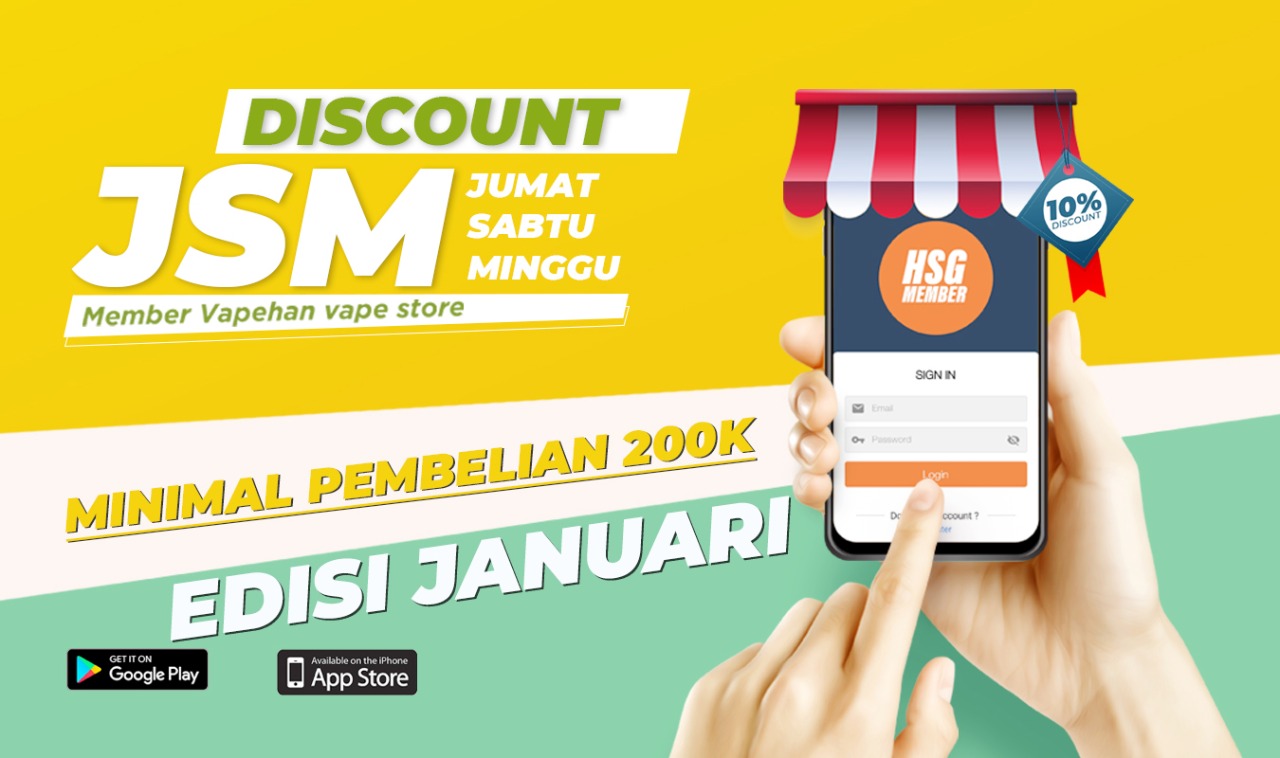 DISCOUNT
JSM
JUMAT
SABTU
MINGGU
Member Vapehan vape store
MINIMAL PEMBELIAN 200K
EDISI JANUARI
GET IT ON
Google Play
Available on the iPhone
App Store
10%
DISCOUNT
HSG
MEMBER
SIGN IN
Email
Password
Login
ccount ?